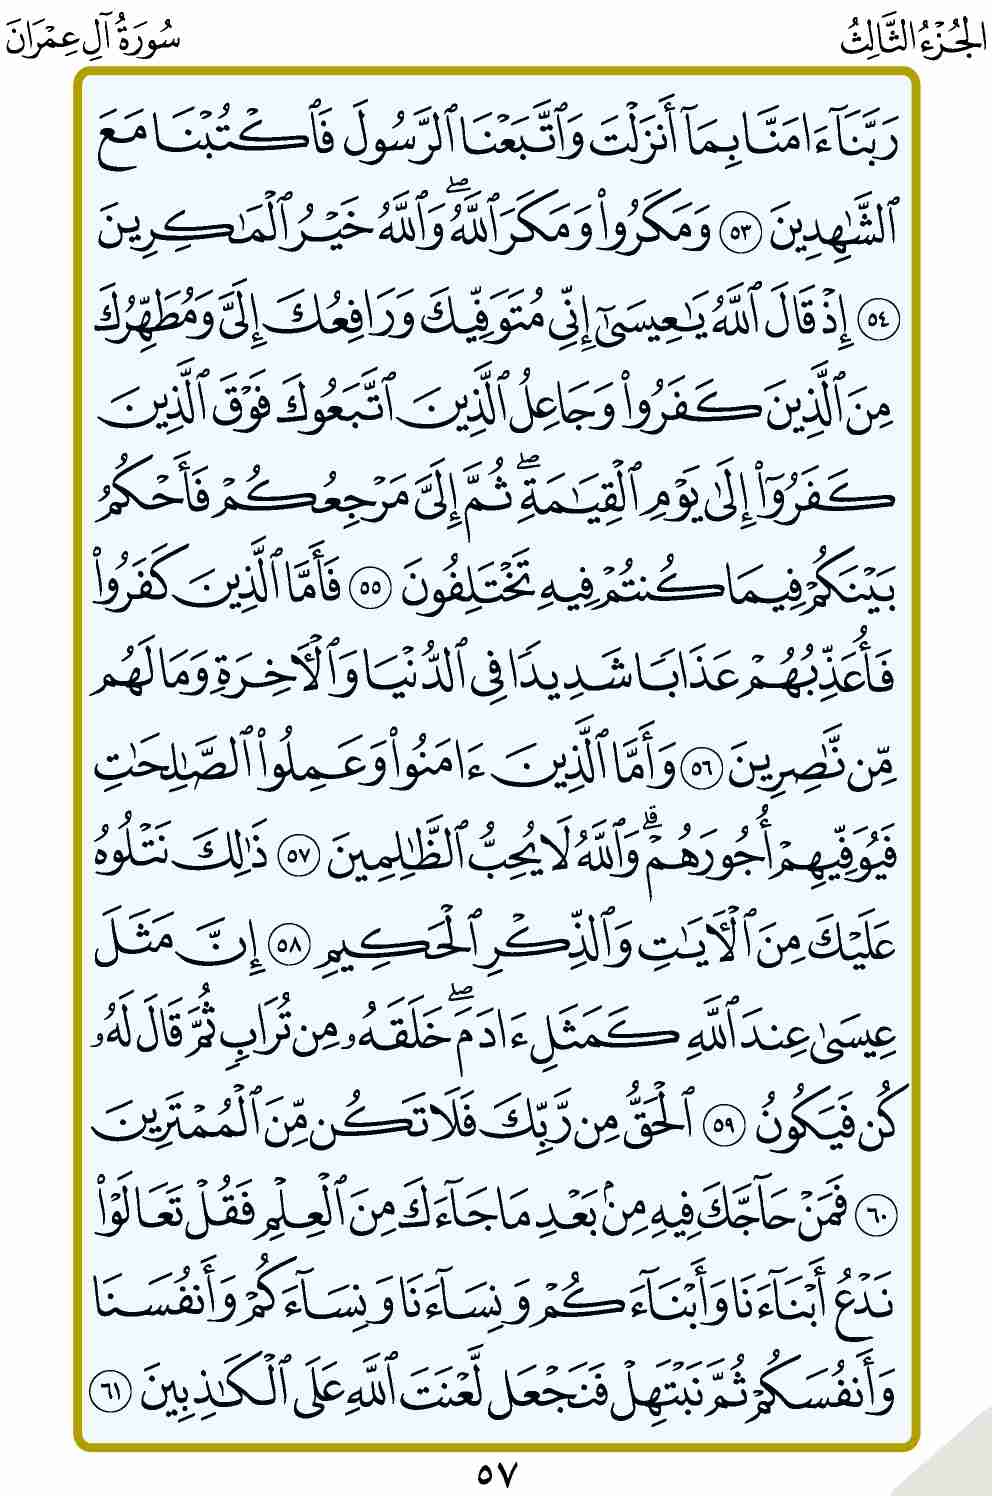 الجُزْءُ الثَّالِثُ
سُورَةُ آلِ عِمْرَانَ
رَبَّنَآ ءَامَنَّا بِمَآ أَنزَلْتَ وَٱتَّبَعْنَا ٱلرَّسُولَ فَٱكْتُبْنَا مَعَ
ٱلشَّٰهِدِينَ ٥٣ وَمَكَرُوا۟ وَمَكَرَ ٱللَّهُ ۖ وَٱللَّهُ خَيْرُ ٱلْمَٰكِرِينَ
٥٤ إِذْ قَالَ ٱللَّهُ يَٰعِيسَىٰٓ إِنِّى مُتَوَفِّيكَ وَرَافِعُكَ إِلَىَّ وَمُطَهِّرُكَ
مِنَ ٱلَّذِينَ كَفَرُوا۟ وَجَاعِلُ ٱلَّذِينَ ٱتَّبَعُوكَ فَوْقَ ٱلَّذِينَ
كَفَرُوٓا۟ إِلَىٰ يَوْمِ ٱلْقِيَٰمَةِ ۖ ثُمَّ إِلَىَّ مَرْجِعُكُمْ فَأَحْكُمُ
بَيْنَكُمْ فِيمَا كُنتُمْ فِيهِ تَخْتَلِفُونَ ٥٥ فَأَمَّا ٱلَّذِينَ كَفَرُوا۟
فَأُعَذِّبُهُمْ عَذَابًا شَدِيدًا فِى ٱلدُّنْيَا وَٱلْءَاخِرَةِ وَمَا لَهُم
مِّن نَّٰصِرِينَ ٥٦ وَأَمَّا ٱلَّذِينَ ءَامَنُوا۟ وَعَمِلُوا۟ ٱلصَّٰلِحَٰتِ
فَيُوَفِّيهِمْ أُجُورَهُمْ ۗ وَٱللَّهُ لَا يُحِبُّ ٱلظَّٰلِمِينَ ٥٧ ذَٰلِكَ نَتْلُوهُ
عَلَيْكَ مِنَ ٱلْءَايَٰتِ وَٱلذِّكْرِ ٱلْحَكِيمِ ٥٨ إِنَّ مَثَلَ
عِيسَىٰ عِندَ ٱللَّهِ كَمَثَلِ ءَادَمَ ۖ خَلَقَهُۥ مِن تُرَابٍ ثُمَّ قَالَ لَهُۥ
كُن فَيَكُونُ ٥٩ ٱلْحَقُّ مِن رَّبِّكَ فَلَا تَكُن مِّنَ ٱلْمُمْتَرِينَ
٦٠ فَمَنْ حَآجَّكَ فِيهِ مِنۢ بَعْدِ مَا جَآءَكَ مِنَ ٱلْعِلْمِ فَقُلْ تَعَالَوْا۟
نَدْعُ أَبْنَآءَنَا وَأَبْنَآءَكُمْ وَنِسَآءَنَا وَنِسَآءَكُمْ وَأَنفُسَنَا
وَأَنفُسَكُمْ ثُمَّ نَبْتَهِلْ فَنَجْعَل لَّعْنَتَ ٱللَّهِ عَلَى ٱلْكَٰذِبِينَ ٦١
٥٧